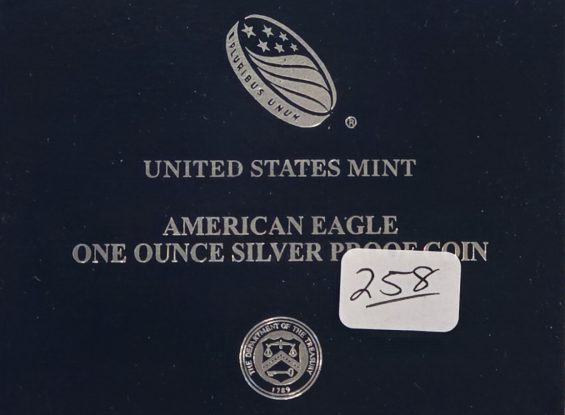 E PLURIBUS UNUM
®
UNITED STATES MINT
AMERICAN EAGLE
ONE OUNCE SILVER PROOF COIN
258
THE DEPARTMENT OF THE TREASURY
1789